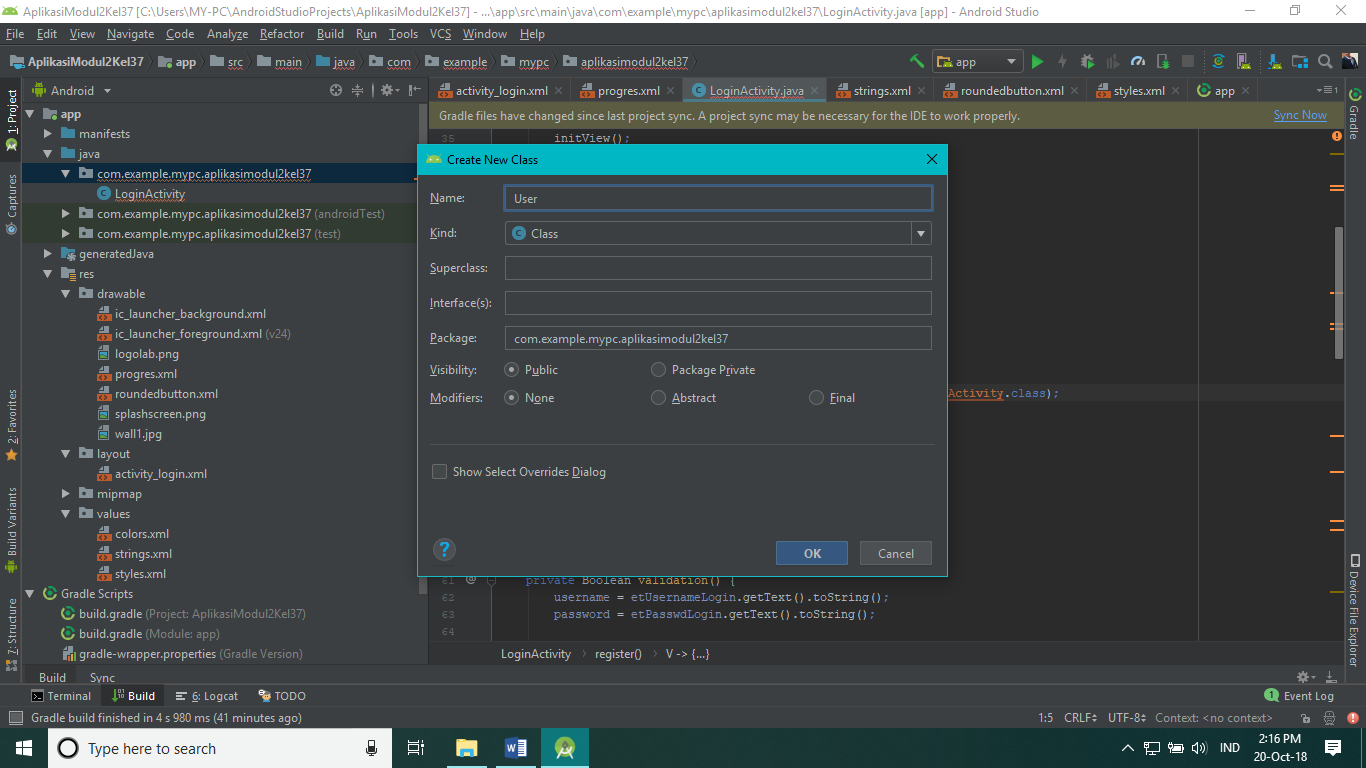 AplikasiModul2Kel37 [C:\Users\MY-PC\AndroidStudioProjects\AplikasiModul2Kel37] - ...\app\src\main\java\com\example\mypc\aplikasimodul2kel37\LoginActivity.java [app] - Android Studio
File Edit View Navigate Code Analyze Refactor Build Run Tools VCS Window Help
AplikasiModul2Kel37 app src main java com example mypc aplikasimodul2kel37 app
1: Project
Captures
2: Favorites
Build Variants
7: Structure
Android
activity_login.xml progres.xml LoginActivity.java strings.xml roundedbutton.xml styles.xml app
Gradle files have changed since last project sync. A project sync may be necessary for the IDE to work properly. Sync Now
app
manifests
java
com.example.mypc.aplikasimodul2kel37
LoginActivity
com.example.mypc.aplikasimodul2kel37 (androidTest)
com.example.mypc.aplikasimodul2kel37 (test)
generatedJava
res
drawable
ic_launcher_background.xml
ic_launcher_foreground.xml (v24)
logolab.png
progres.xml
roundedbutton.xml
splashscreen.png
wall1.jpg
layout
activity_login.xml
mipmap
values
colors.xml
strings.xml
styles.xml
Gradle Scripts
build.gradle (Project: AplikasiModul2Kel37)
build.gradle (Module: app)
gradle-wrapper.properties (Gradle Version)
35 initView();
Create New Class
Name: User
Kind: Class
Superclass:
Interface(s):
Package: com.example.mypc.aplikasimodul2kel37
Visibility: Public Package Private
Modifiers: None Abstract Final
Show Select Overrides Dialog
? OK Cancel
Activity.class);
61 @ private Boolean validation() {
62 username = etUsernameLogin.getText().toString();
63 password = etPasswdLogin.getText().toString();
64
LoginActivity register() V -> {...}
Gradle
Device File Explorer
Build Sync
Terminal Build 6: Logcat TODO 1 Event Log
Gradle build finished in 4 s 980 ms (41 minutes ago) 1:5 CRLF UTF-8 Context: <no context>
Type here to search IND 2:16 PM
20-Oct-18